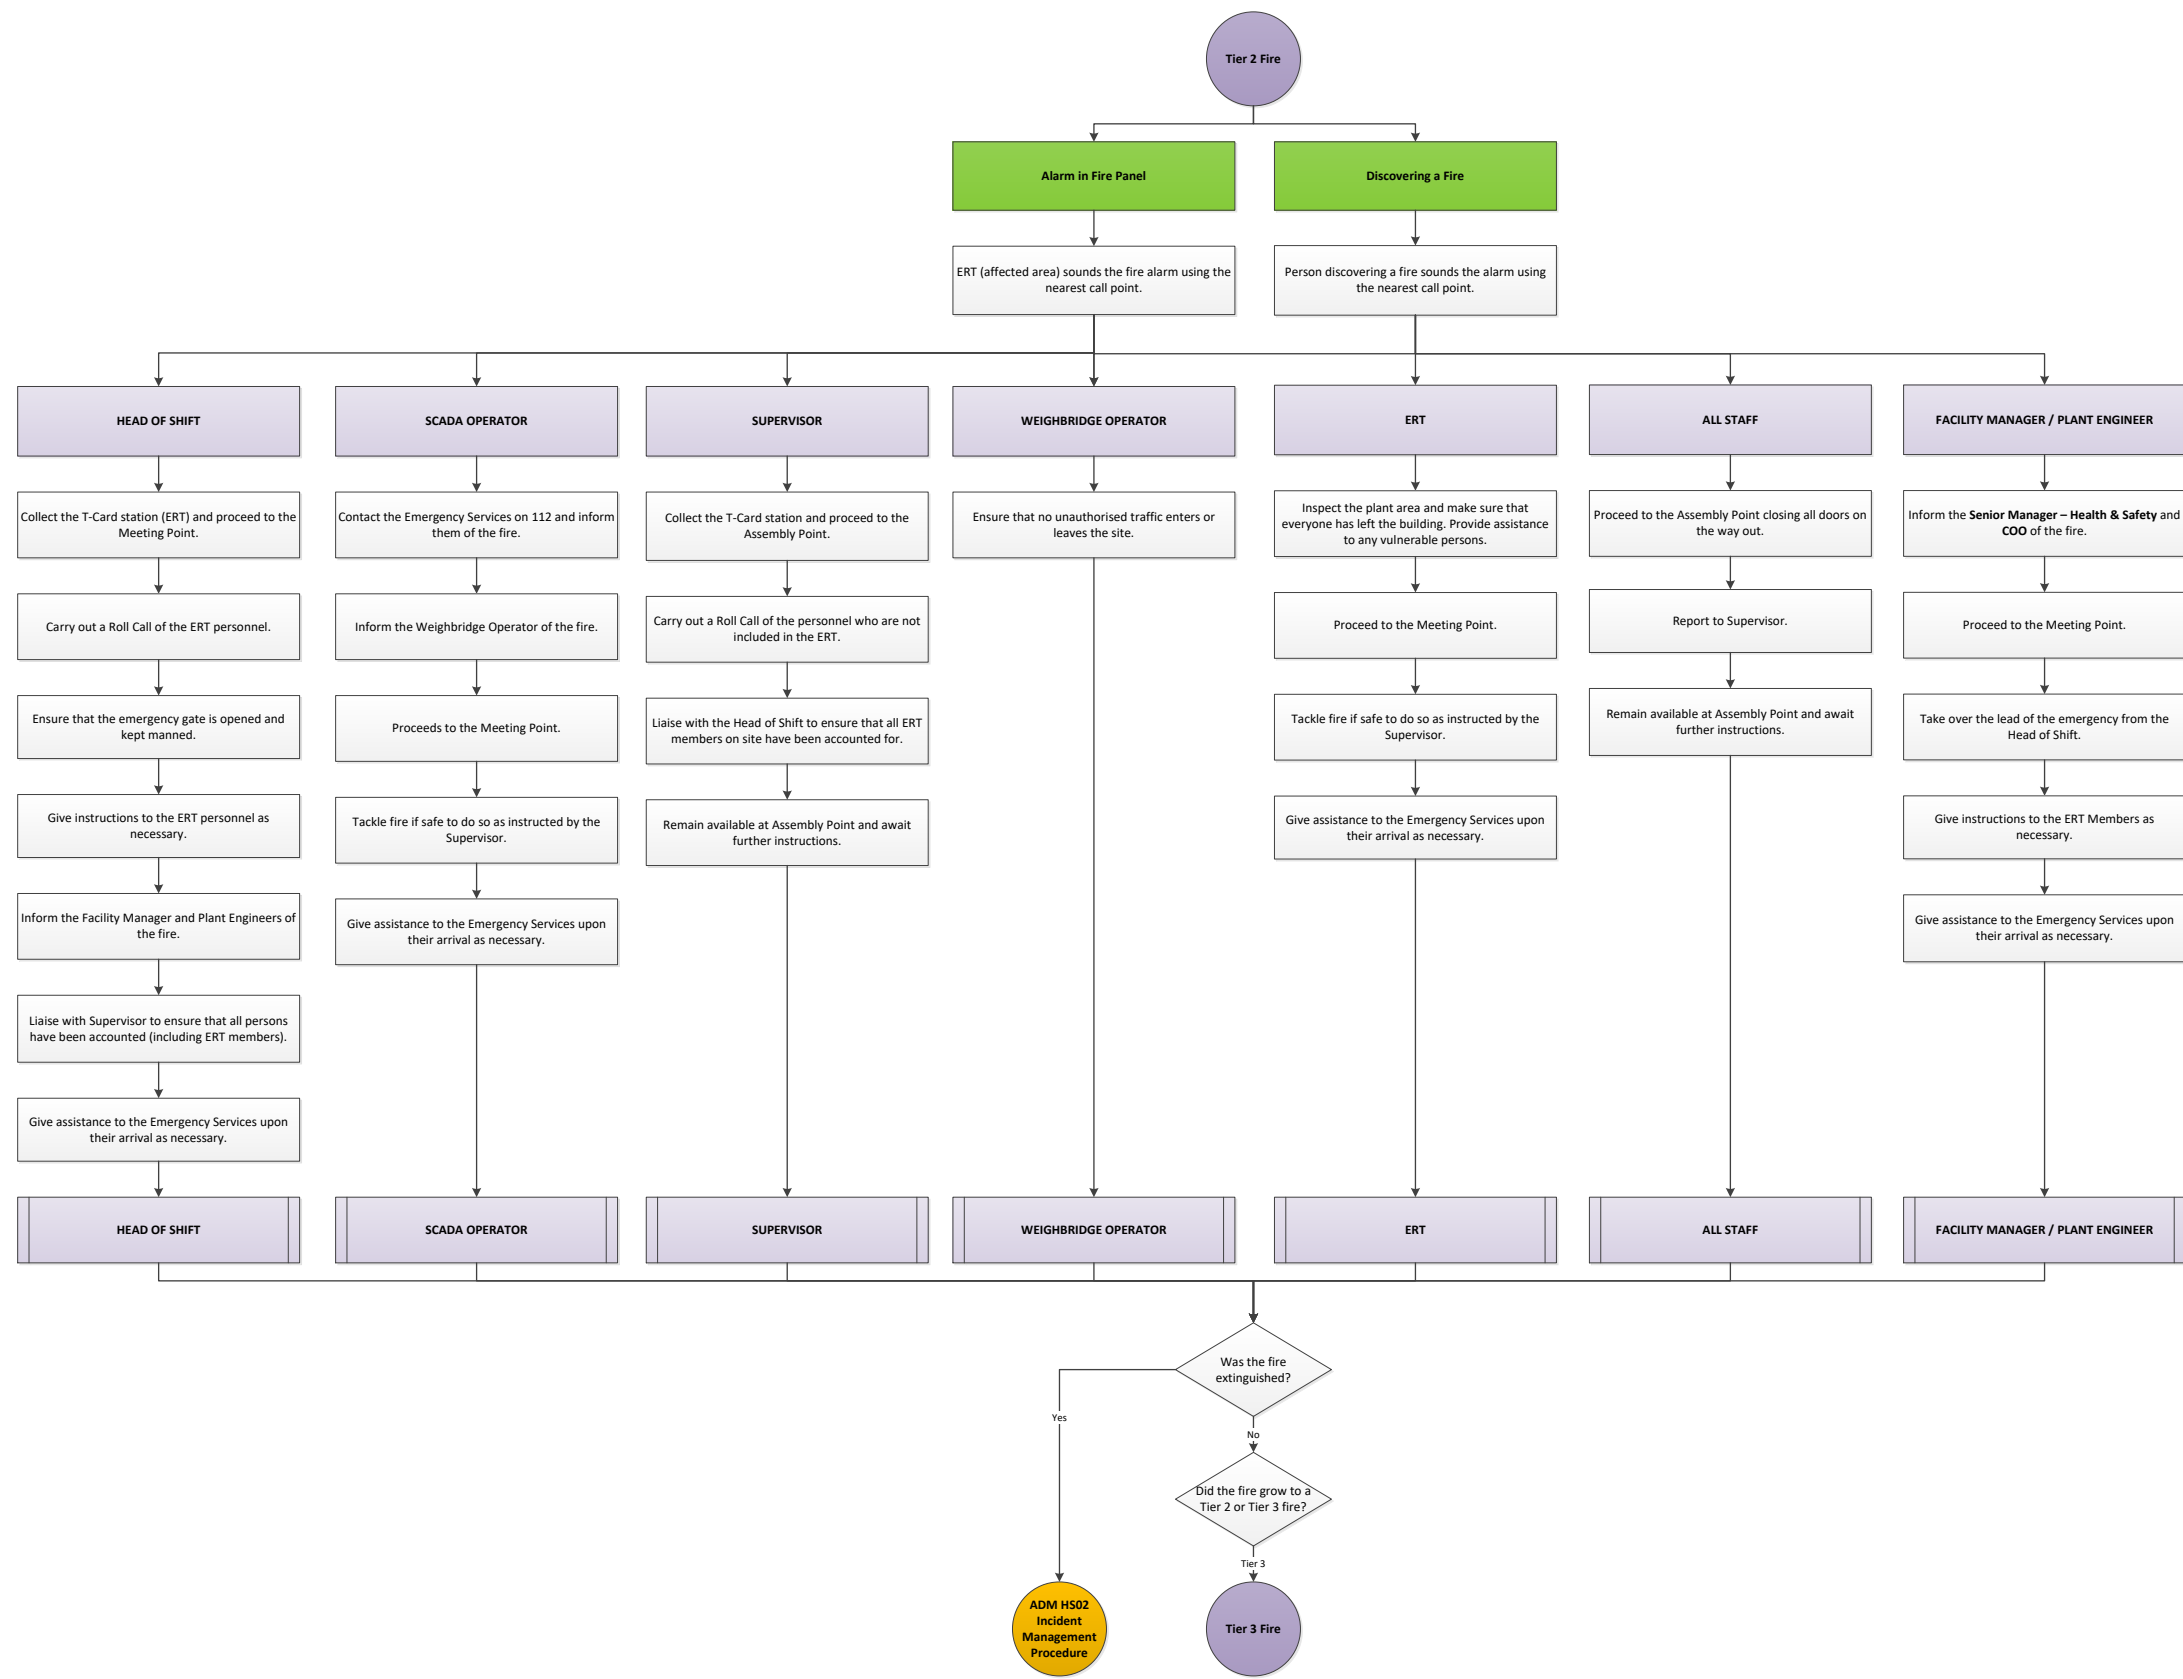 Tier 2 Fire
Alarm in Fire Panel
Discovering a Fire
ERT (affected area) sounds the fire alarm using the
nearest call point.
Person discovering a fire sounds the alarm using
the nearest call point.
HEAD OF SHIFT
Collect the T-Card station (ERT) and proceed to the
Meeting Point.
Carry out a Roll Call of the ERT personnel.
Ensure that the emergency gate is opened and
kept manned.
Give instructions to the ERT personnel as
necessary.
Inform the Facility Manager and Plant Engineers of
the fire.
Liaise with Supervisor to ensure that all persons
have been accounted (including ERT members).
Give assistance to the Emergency Services upon
their arrival as necessary.
HEAD OF SHIFT
SCADA OPERATOR
Contact the Emergency Services on 112 and inform
them of the fire.
Inform the Weighbridge Operator of the fire.
Proceeds to the Meeting Point.
Tackle fire if safe to do so as instructed by the
Supervisor.
Give assistance to the Emergency Services upon
their arrival as necessary.
SCADA OPERATOR
SUPERVISOR
Collect the T-Card station and proceed to the
Assembly Point.
Carry out a Roll Call of the personnel who are not
included in the ERT.
Liaise with the Head of Shift to ensure that all ERT
members on site have been accounted for.
Remain available at Assembly Point and await
further instructions.
SUPERVISOR
WEIGHBRIDGE OPERATOR
Ensure that no unauthorised traffic enters or
leaves the site.
WEIGHBRIDGE OPERATOR
ERT
Inspect the plant area and make sure that
everyone has left the building. Provide assistance
to any vulnerable persons.
Proceed to the Meeting Point.
Tackle fire if safe to do so as instructed by the
Supervisor.
Give assistance to the Emergency Services upon
their arrival as necessary.
ERT
ALL STAFF
Proceed to the Assembly Point closing all doors on
the way out.
Report to Supervisor.
Remain available at Assembly Point and await
further instructions.
ALL STAFF
FACILITY MANAGER / PLANT ENGINEER
Inform the Senior Manager – Health & Safety and
COO of the fire.
Proceed to the Meeting Point.
Take over the lead of the emergency from the
Head of Shift.
Give instructions to the ERT Members as
necessary.
Give assistance to the Emergency Services upon
their arrival as necessary.
FACILITY MANAGER / PLANT ENGINEER
Was the fire
extinguished?
Yes
No
Did the fire grow to a
Tier 2 or Tier 3 fire?
Tier 3
ADM HS02
Incident
Management
Procedure
Tier 3 Fire